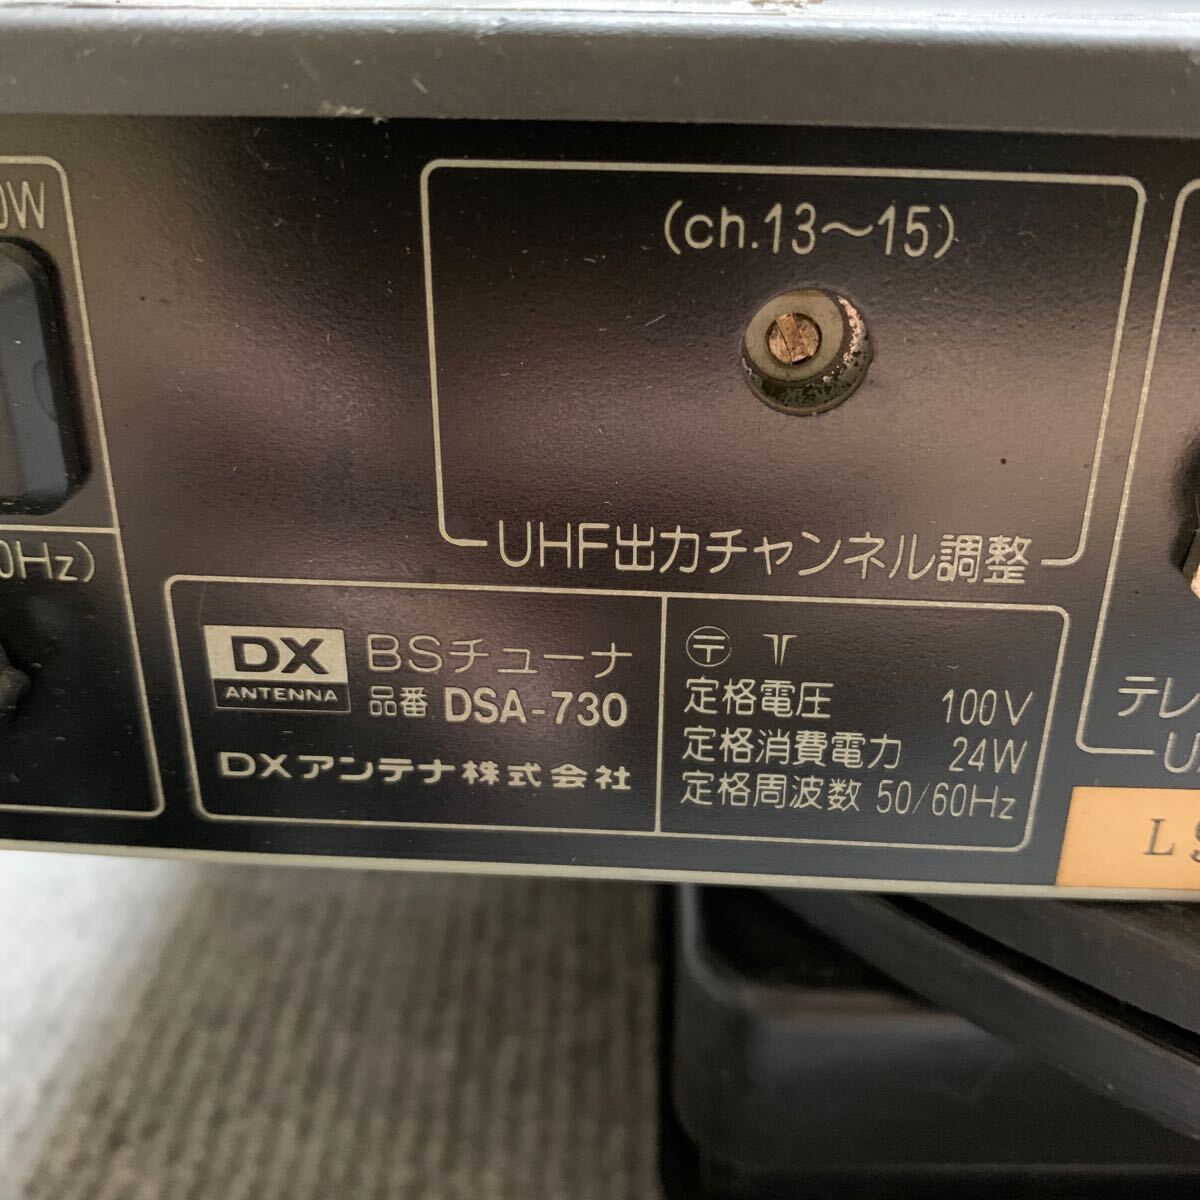 0W
0Hz)
(ch.13〜15)
UHF出力チャンネル調整
DX
ANTENNA
BSチューナ
品番 DSA-730
DXアンテナ株式会社
〒
定格電圧 100V
定格消費電力 24W
定格周波数 50/60Hz
テレ
U
LS